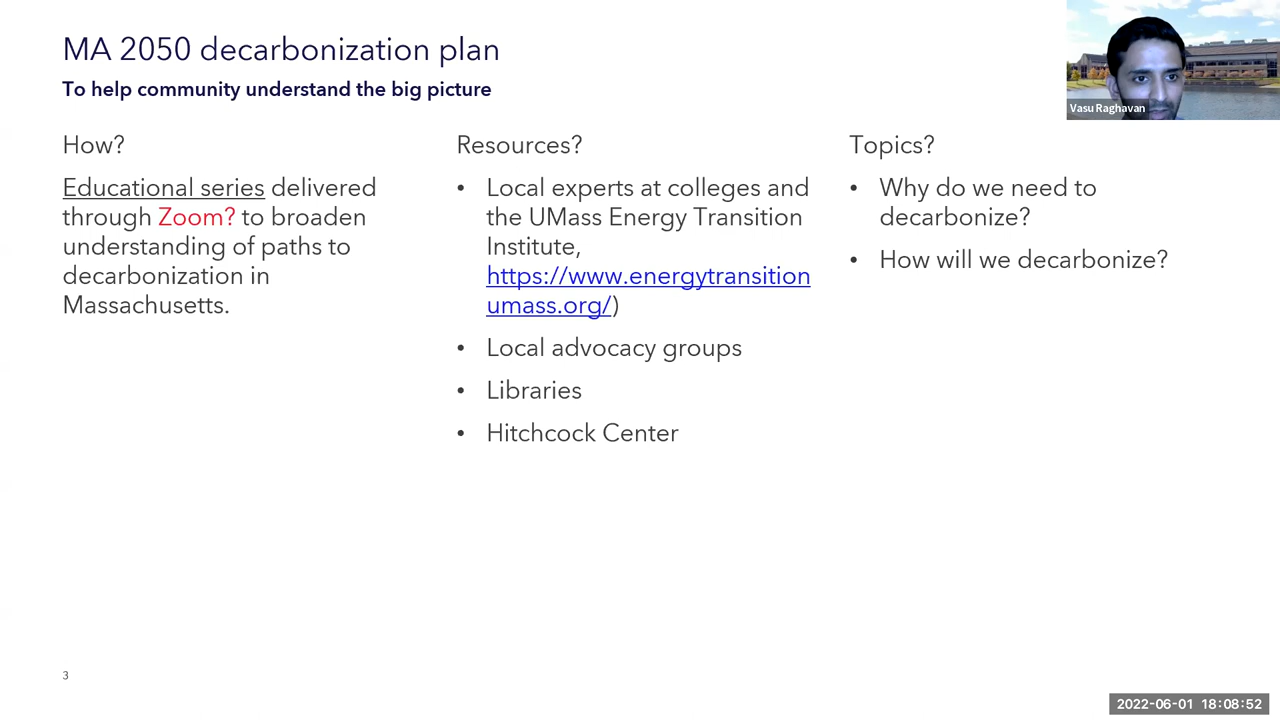 MA 2050 decarbonization plan
To help community understand the big picture
Vasu Raghavan
How?
Educational series delivered
through Zoom? to broaden
understanding of paths to
decarbonization in
Massachusetts.
Resources?
• Local experts at colleges and
the UMass Energy Transition
Institute,
https://www.energytransition
umass.org/)
• Local advocacy groups
• Libraries
• Hitchcock Center
Topics?
• Why do we need to
decarbonize?
• How will we decarbonize?
3
2022-06-01 18:08:52